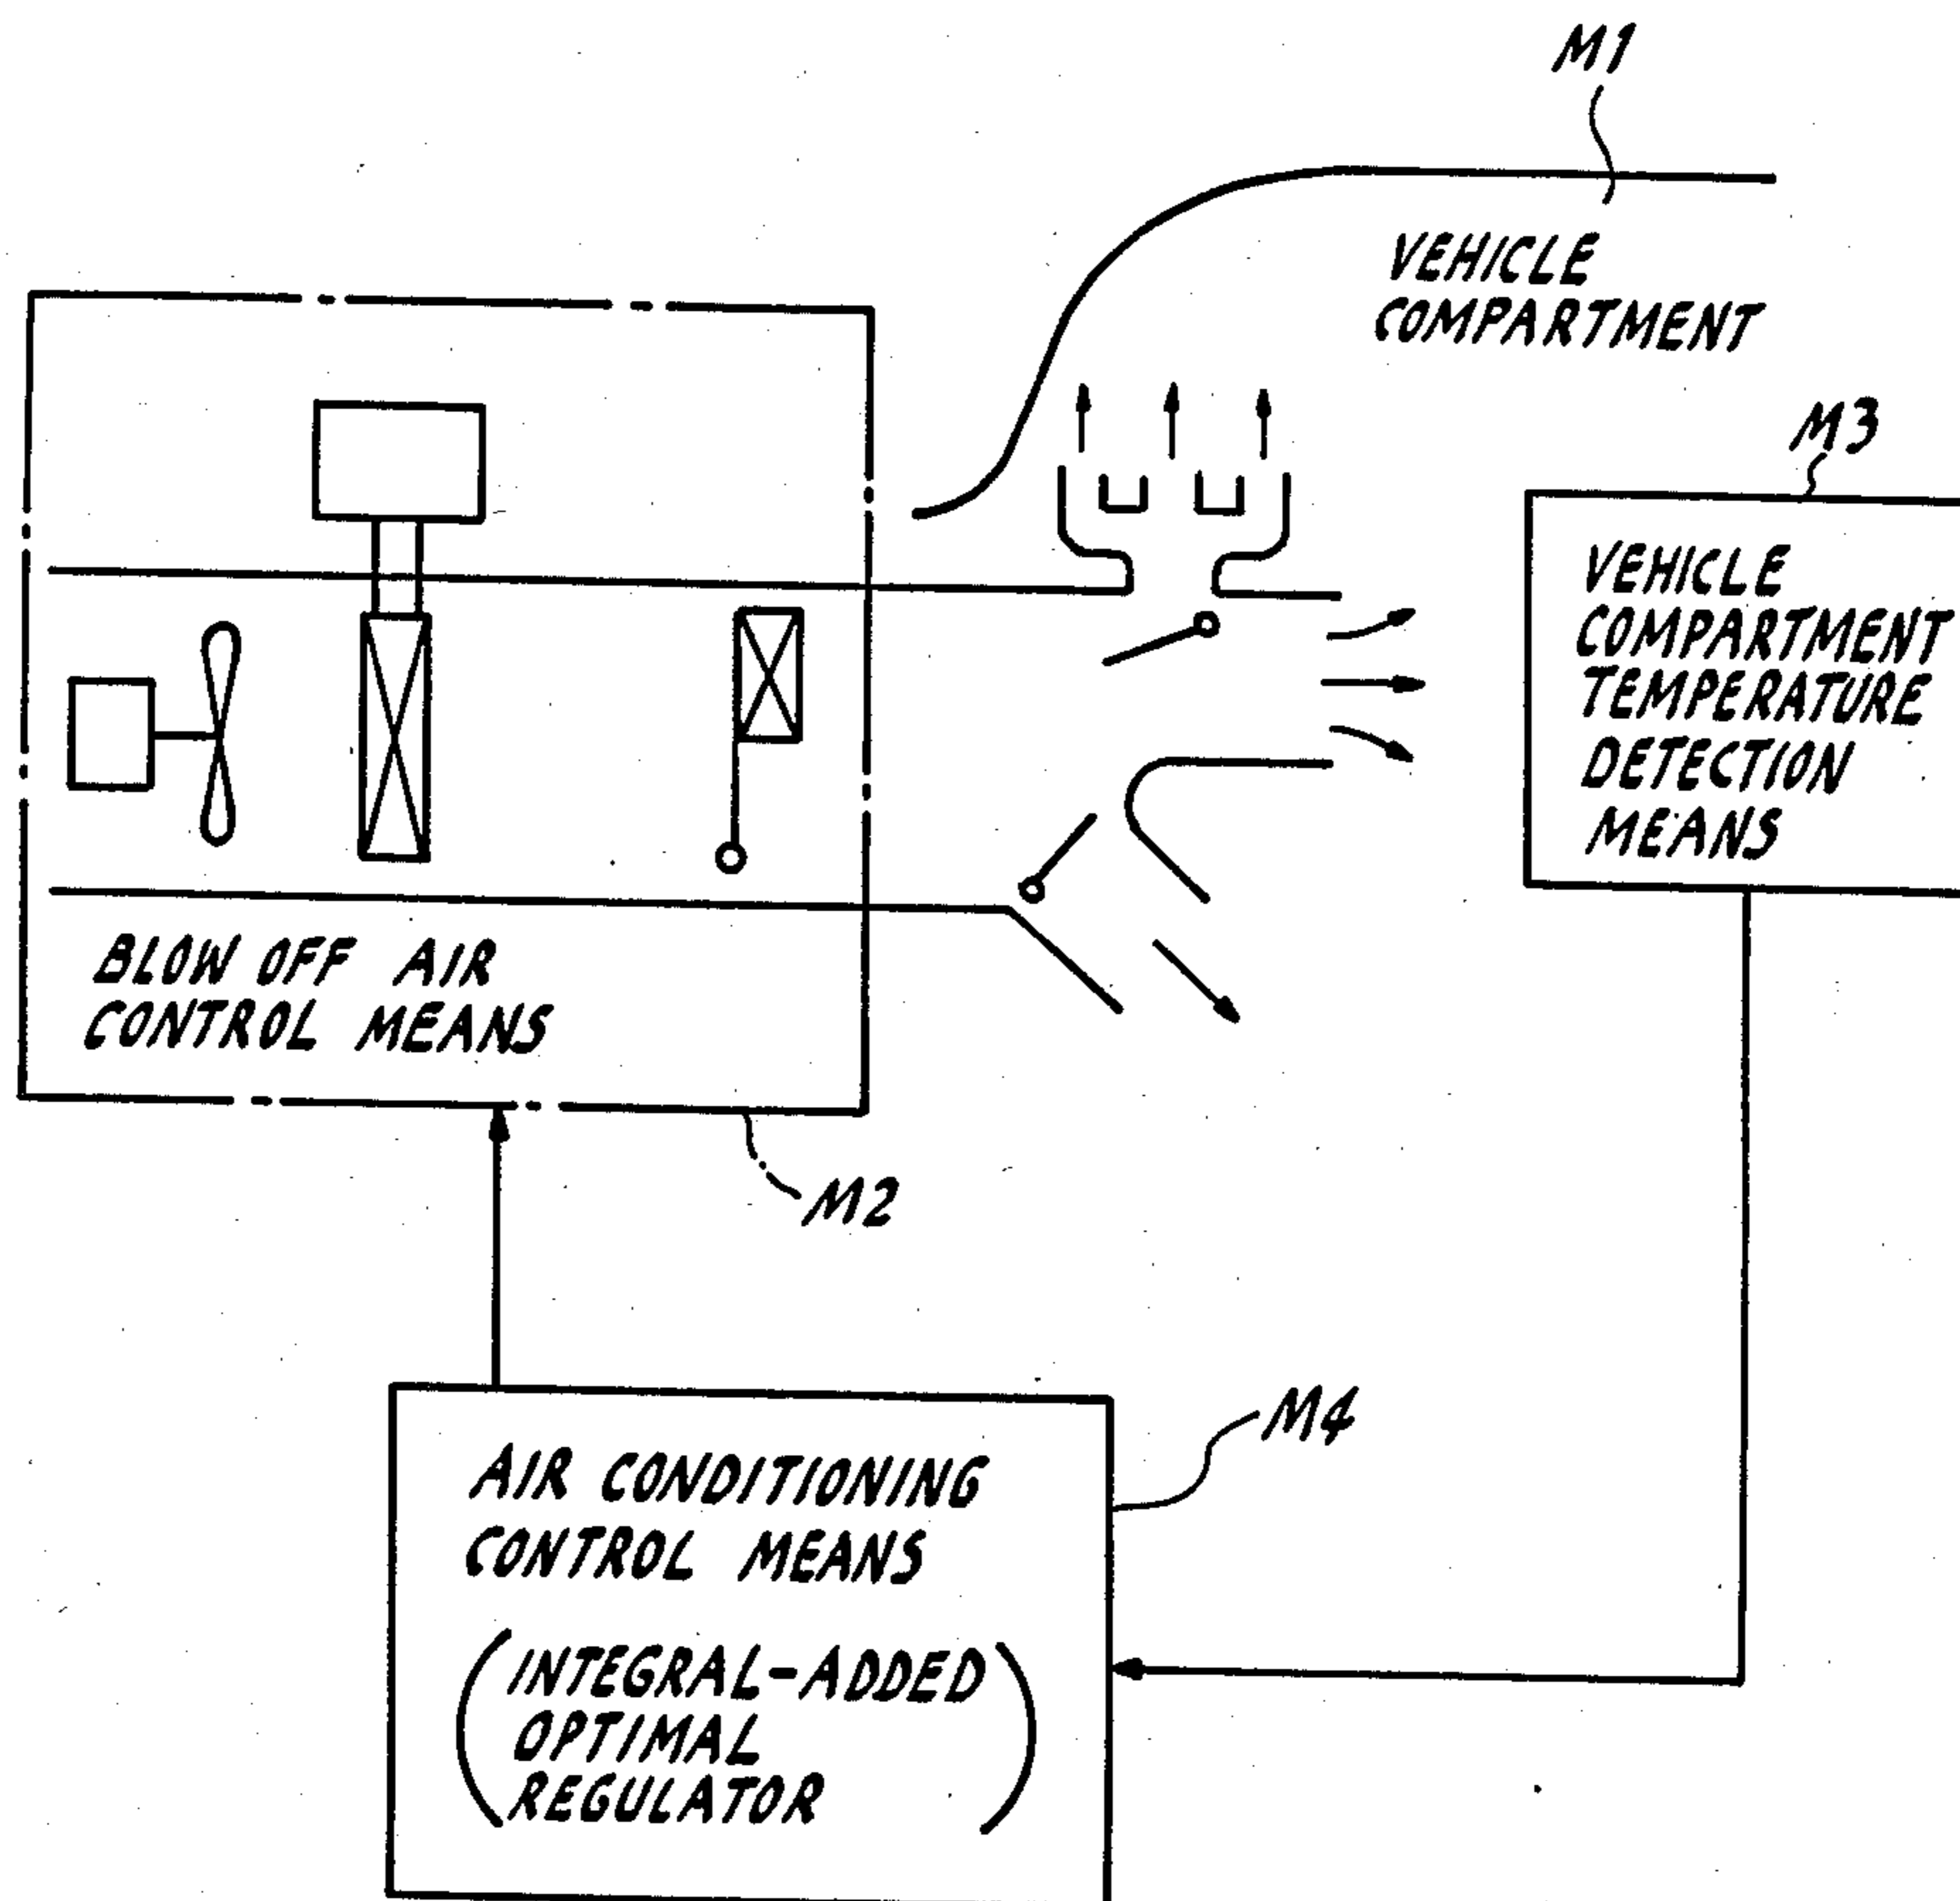 M1
VEHICLE
COMPARTMENT
M3
VEHICLE
COMPARTMENT
TEMPERATURE
DETECTION
MEANS
BLOW OFF AIR
CONTROL MEANS
M2
M4
AIR CONDITIONING
CONTROL MEANS
(INTEGRAL-ADDED
OPTIMAL
REGULATOR)